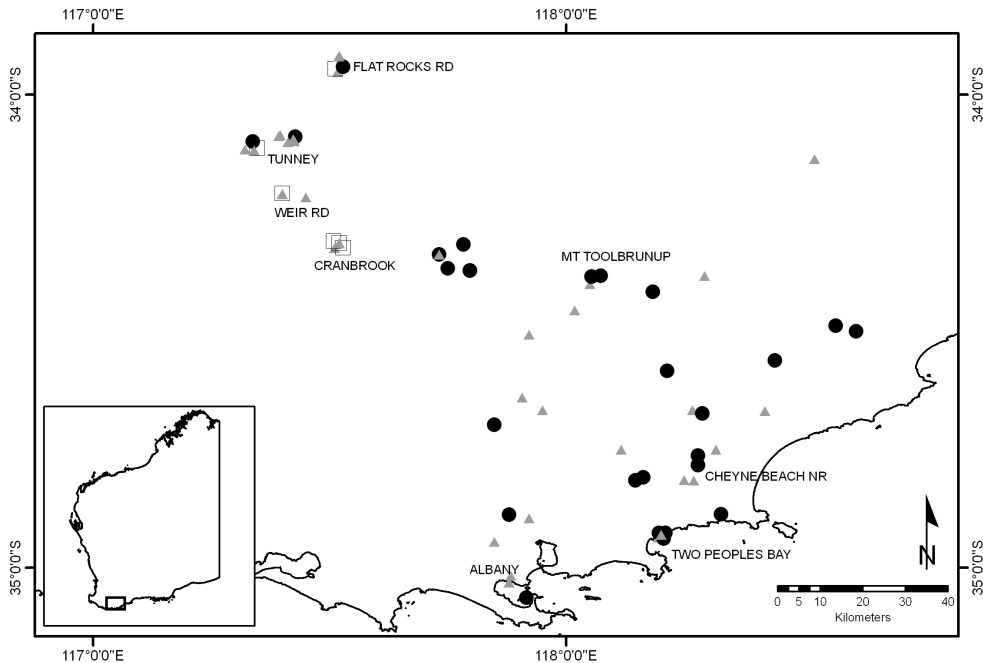 117°0'0"E
118°0'0"E
34°0'0"S
34°0'0"S
FLAT ROCKS RD
TUNNEY
WEIR RD
CRANBROOK
MT TOOLBRUNUP
CHEYNE BEACH NR
TWO PEOPLES BAY
ALBANY
N
35°0'0"S
35°0'0"S
0 5 10 20 30 40
Kilometers
117°0'0"E
118°0'0"E